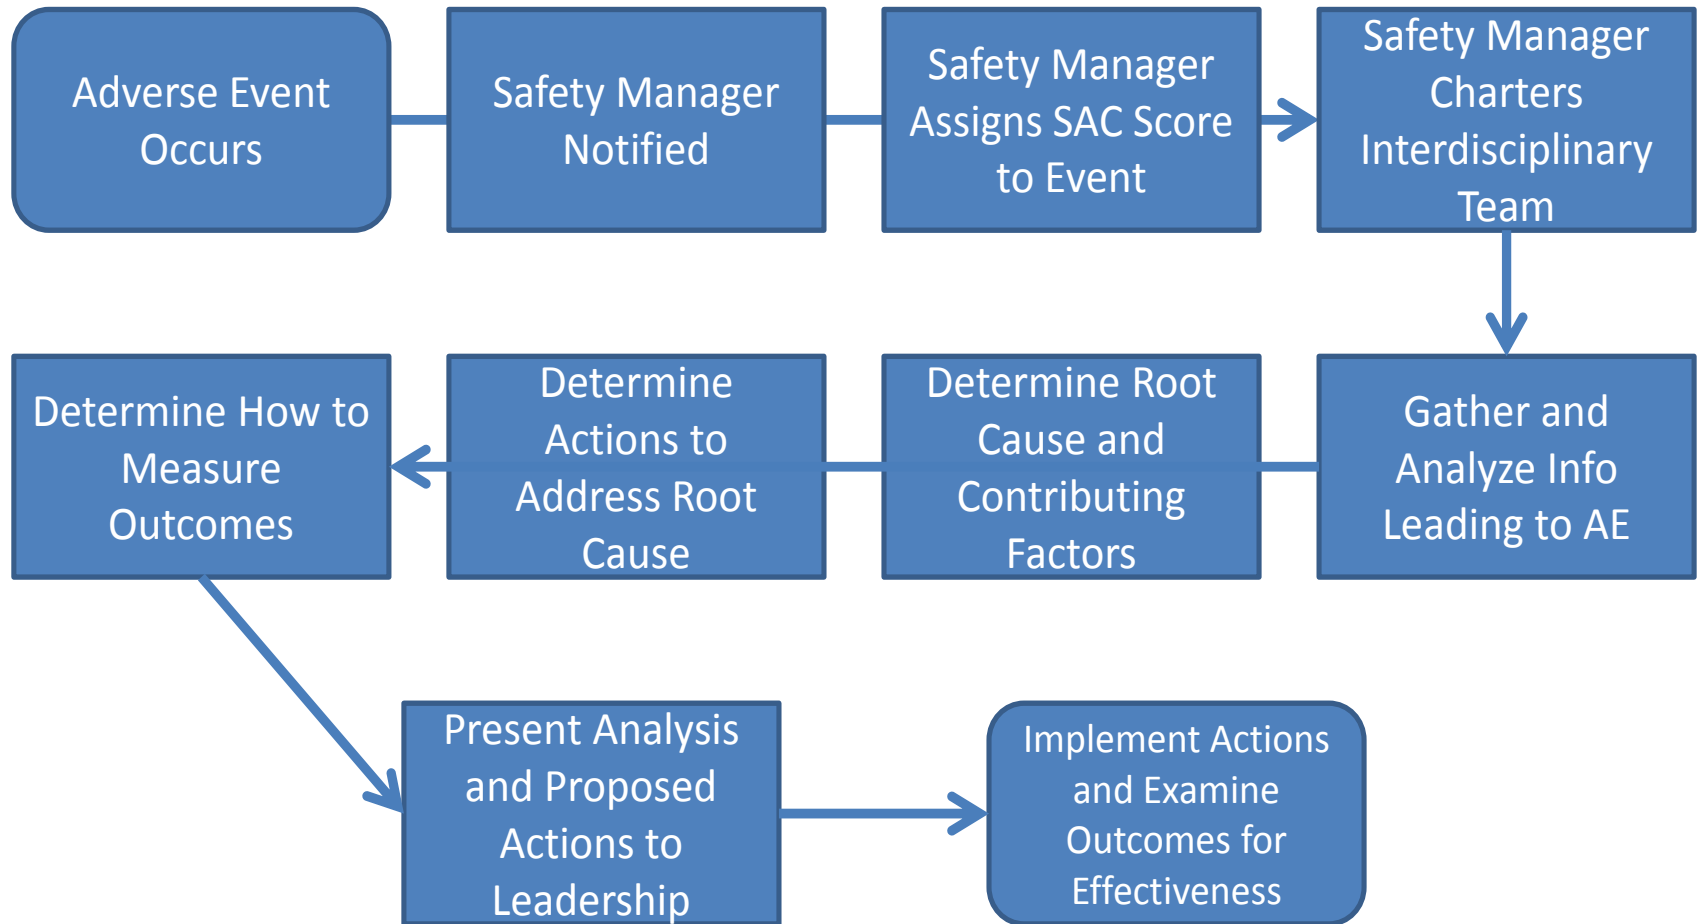 Adverse Event
Occurs
Safety Manager
Notified
Safety Manager
Assigns SAC Score
to Event
Safety Manager
Charters
Interdisciplinary
Team
Gather and
Analyze Info
Leading to AE
Determine Root
Cause and
Contributing
Factors
Determine
Actions to
Address Root
Cause
Determine How to
Measure
Outcomes
Present Analysis
and Proposed
Actions to
Leadership
Implement Actions
and Examine
Outcomes for
Effectiveness